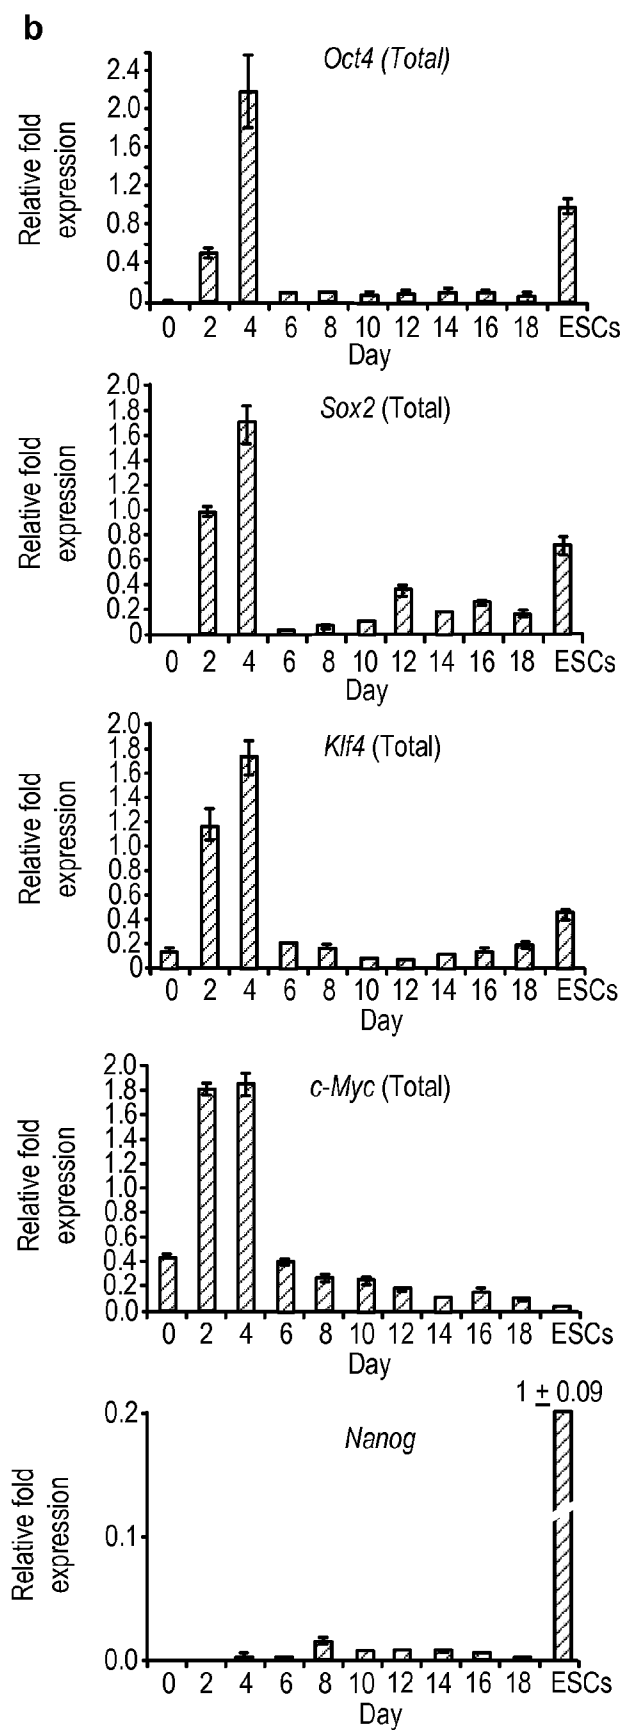 b
Oct4 (Total)
Relative fold
expression
2.4
2.0
1.6
1.2
0.8
0.4
0
0 2 4 6 8 10 12 14 16 18 ESCs
Day
Sox2 (Total)
Relative fold
expression
2.0
1.8
1.6
1.4
1.2
1.0
0.8
0.6
0.4
0.2
0
0 2 4 6 8 10 12 14 16 18 ESCs
Day
Klf4 (Total)
Relative fold
expression
2.0
1.8
1.6
1.4
1.2
1.0
0.8
0.6
0.4
0.2
0
0 2 4 6 8 10 12 14 16 18 ESCs
Day
c-Myc (Total)
Relative fold
expression
2.0
1.8
1.6
1.4
1.2
1.0
0.8
0.6
0.4
0.2
0.0
0 2 4 6 8 10 12 14 16 18 ESCs
Day
1 ± 0.09
Nanog
Relative fold
expression
0.2
0.1
0.0
0 2 4 6 8 10 12 14 16 18 ESCs
Day